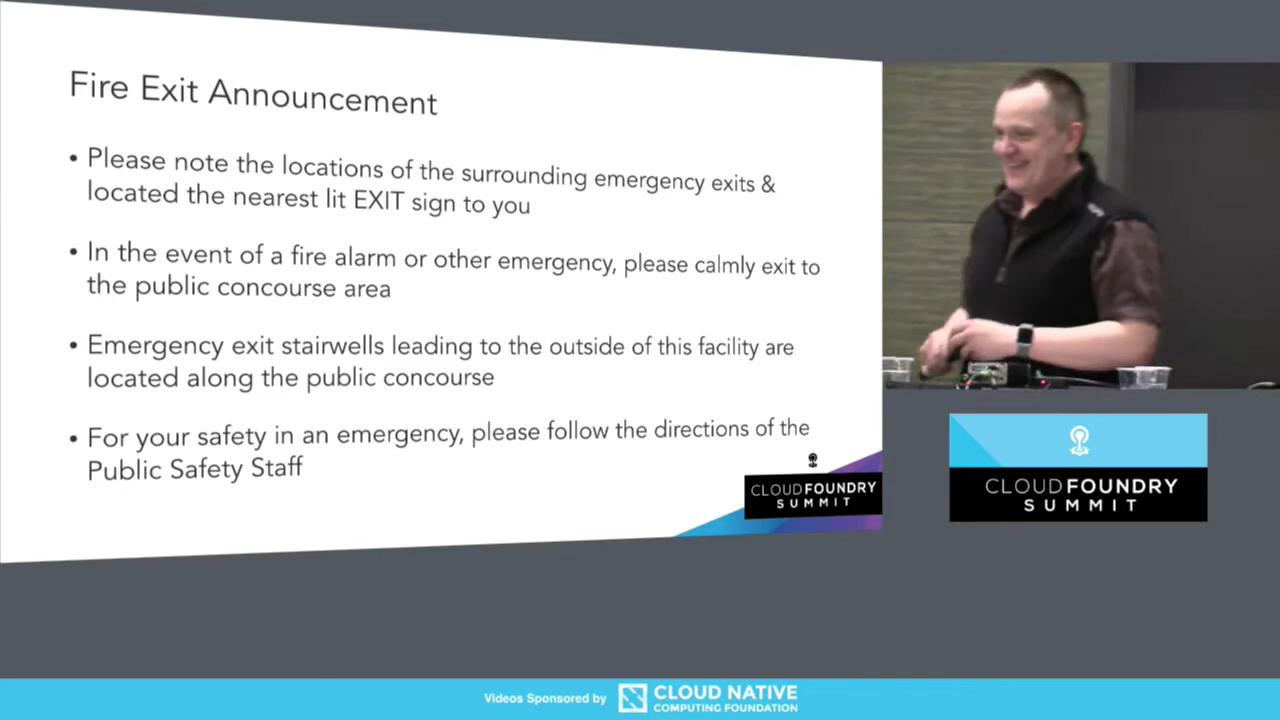 Fire Exit Announcement
• Please note the locations of the surrounding emergency exits &
located the nearest lit EXIT sign to you
• In the event of a fire alarm or other emergency, please calmly exit to
the public concourse area
• Emergency exit stairwells leading to the outside of this facility are
located along the public concourse
• For your safety in an emergency, please follow the directions of the
Public Safety Staff
CLOUDFOUNDRY
SUMMIT
CLOUDFOUNDRY
SUMMIT
Videos Sponsored by
CLOUD NATIVE
COMPUTING FOUNDATION